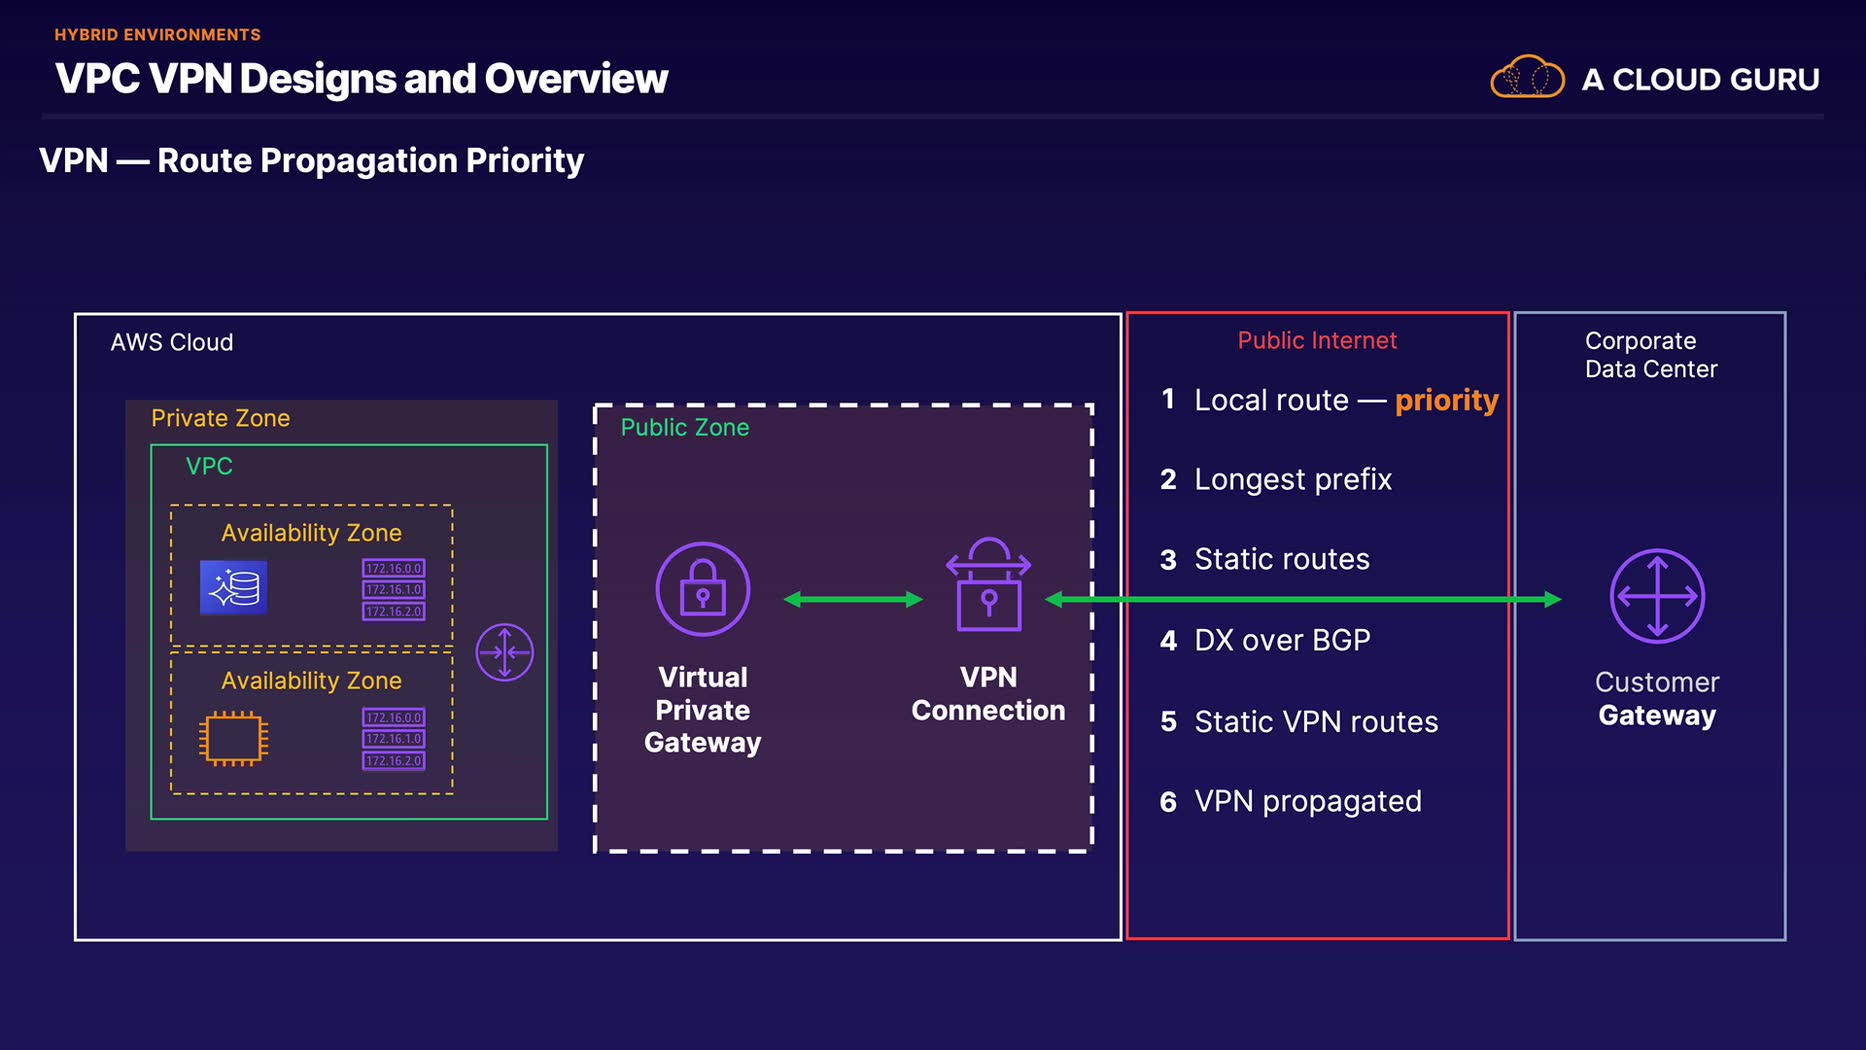 HYBRID ENVIRONMENTS
VPC VPN Designs and Overview
A CLOUD GURU
VPN — Route Propagation Priority
AWS Cloud
Private Zone
VPC
Availability Zone
172.16.0.0
172.16.1.0
172.16.2.0
Availability Zone
172.16.0.0
172.16.1.0
172.16.2.0
Public Zone
Virtual
Private
Gateway
VPN
Connection
Public Internet
1 Local route — priority
2 Longest prefix
3 Static routes
4 DX over BGP
5 Static VPN routes
6 VPN propagated
Corporate
Data Center
Customer
Gateway